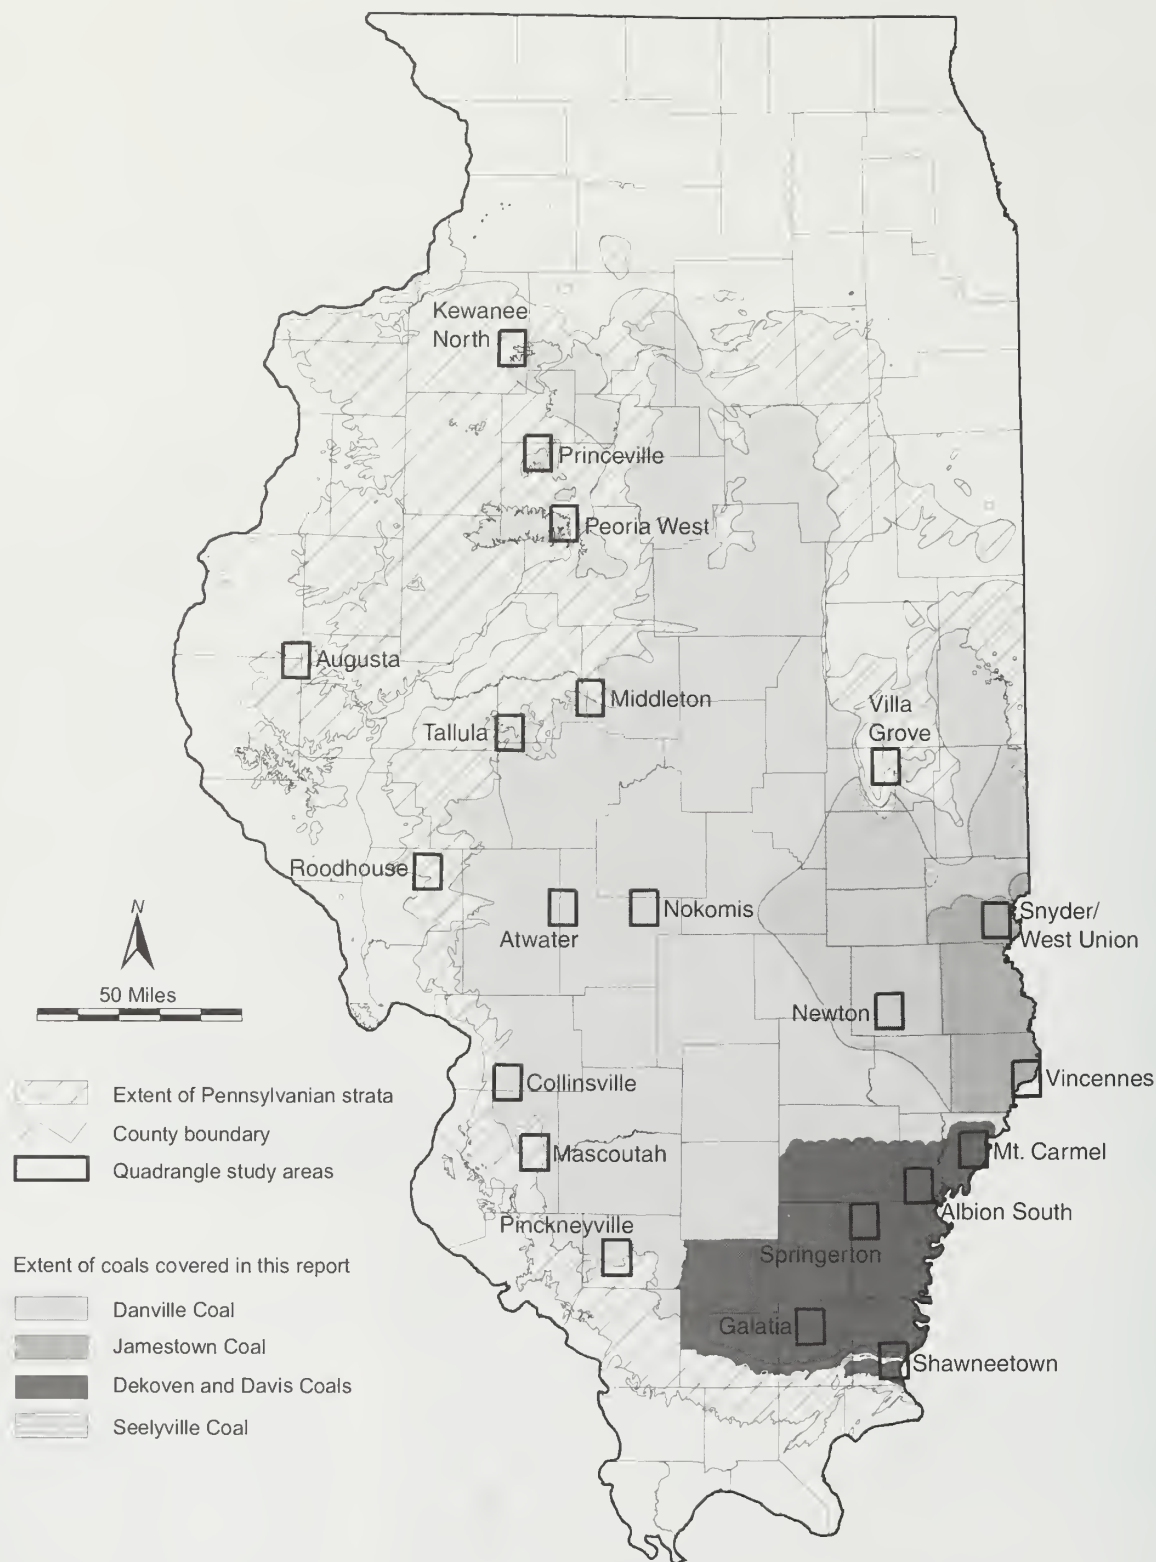 Kewanee
North
Princeville
Peoria West
Augusta
Middleton
Tallula
Villa
Grove
Roodhouse
Nokomis
Atwater
Snyder/
West Union
N
50 Miles
Newton
Collinsville
Vincennes
Extent of Pennsylvanian strata
County boundary
Quadrangle study areas
Mascoutah
Mt. Carmel
Albion South
Pinckneyville
Springerton
Galatia
Shawneetown
Extent of coals covered in this report
Danville Coal
Jamestown Coal
Dekoven and Davis Coals
Seelyville Coal